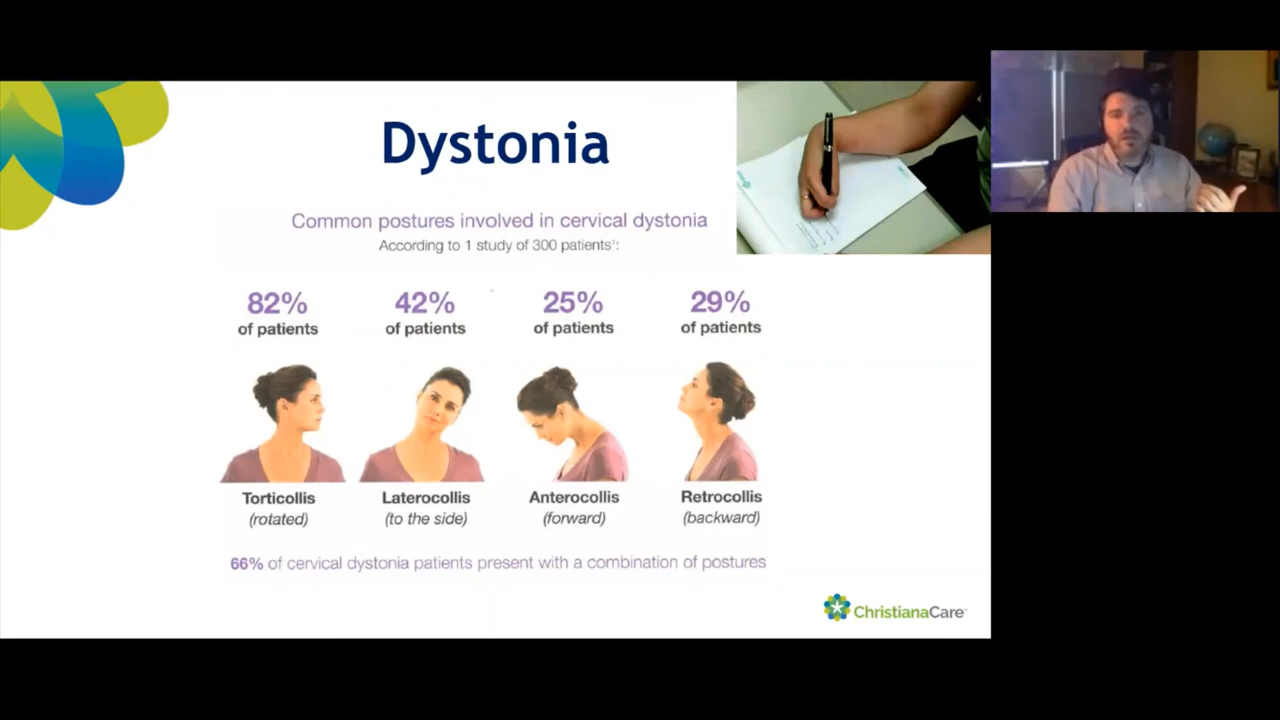 Dystonia
Common postures involved in cervical dystonia
According to 1 study of 300 patients¹:
82%
of patients
42%
of patients
25%
of patients
29%
of patients
Torticollis
(rotated)
Laterocollis
(to the side)
Anterocollis
(forward)
Retrocollis
(backward)
66% of cervical dystonia patients present with a combination of postures
ChristianaCare™